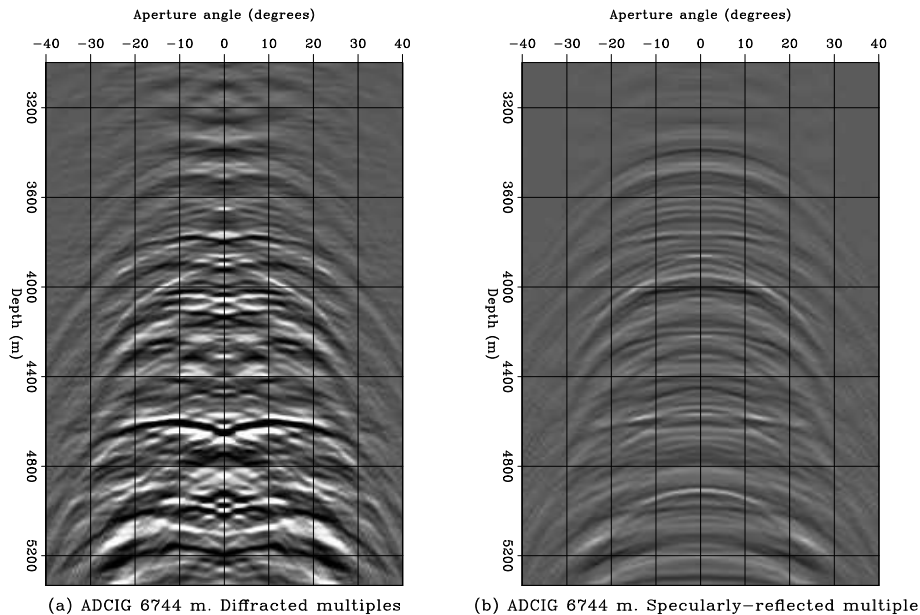 Aperture angle (degrees)
−40 −30 −20 −10 0 10 20 30 40
3200
3600
4000
4400
4800
5200
Depth (m)
(a) ADCIG 6744 m. Diffracted multiples
Aperture angle (degrees)
−40 −30 −20 −10 0 10 20 30 40
3200
3600
4000
4400
4800
5200
Depth (m)
(b) ADCIG 6744 m. Specularly−reflected multiple